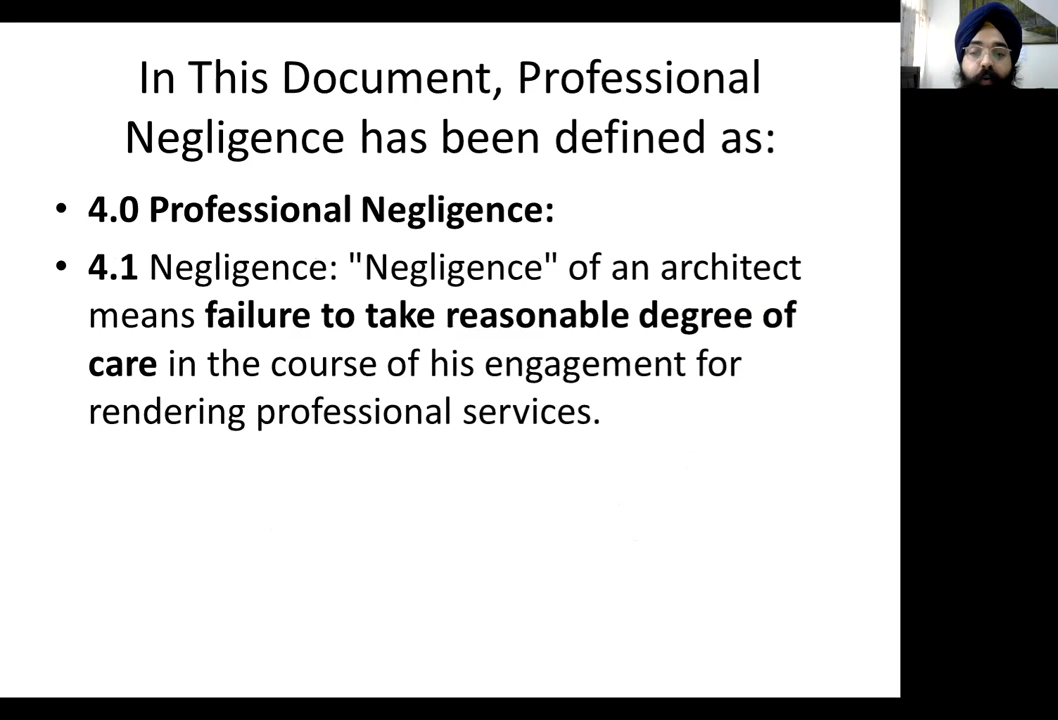 In This Document, Professional
Negligence has been defined as:
• 4.0 Professional Negligence:
• 4.1 Negligence: "Negligence" of an architect
means failure to take reasonable degree of
care in the course of his engagement for
rendering professional services.